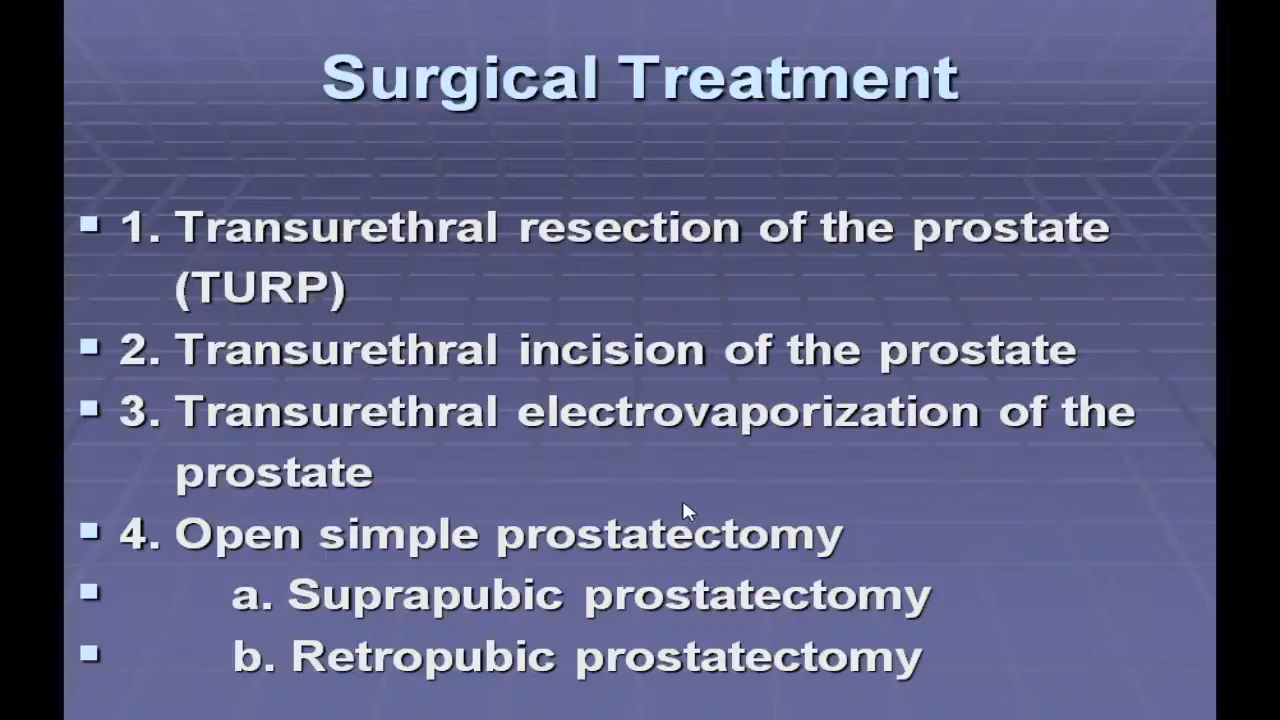 Surgical Treatment
1. Transurethral resection of the prostate
(TURP)
2. Transurethral incision of the prostate
3. Transurethral electrovaporization of the
prostate
4. Open simple prostatectomy
a. Suprapubic prostatectomy
b. Retropubic prostatectomy